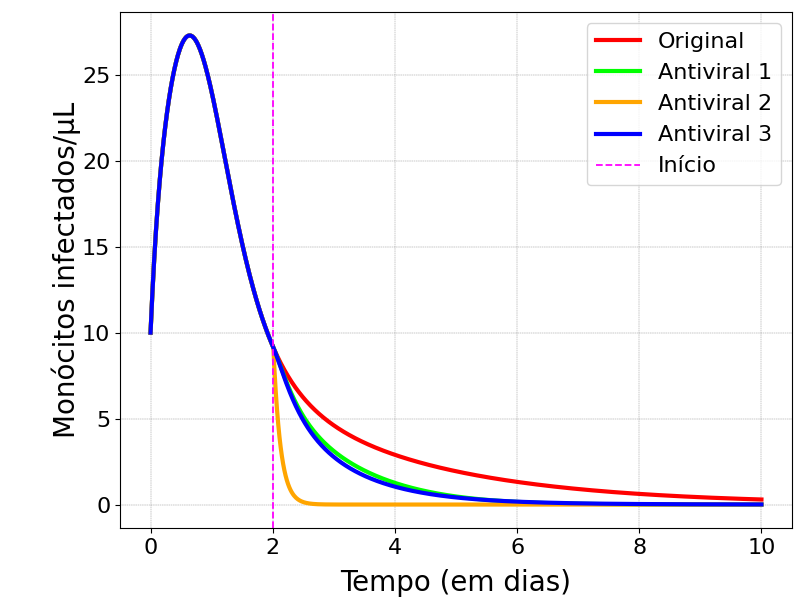 Original
Antiviral 1
Antiviral 2
Antiviral 3
Início
Monócitos infectados/μL
25
20
15
10
5
0
0 2 4 6 8 10
Tempo (em dias)